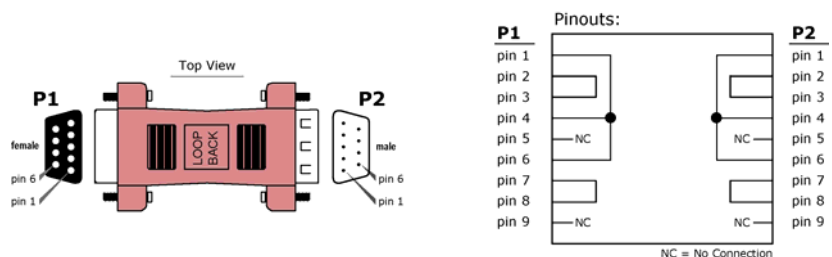 Top View
P1
P2
female
male
pin 6
pin 1
pin 6
pin 1
LOOP
BACK
Pinouts:
P1
P2
pin 1
pin 1
pin 2
pin 2
pin 3
pin 3
pin 4
pin 4
pin 5
NC
NC
pin 5
pin 6
pin 6
pin 7
pin 7
pin 8
pin 8
pin 9
NC
NC
pin 9
NC = No Connection